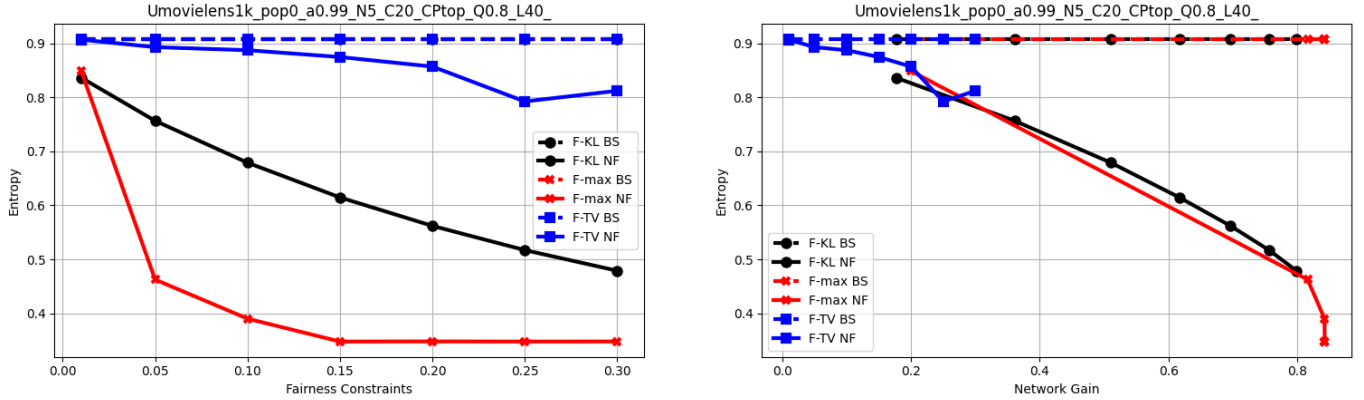 Umovielens1k_pop0_a0.99_N5_C20_CPtop_Q0.8_L40_
Entropy
0.9
0.8
0.7
0.6
0.5
0.4
F-KL BS
F-KL NF
F-max BS
F-max NF
F-TV BS
F-TV NF
0.00 0.05 0.10 0.15 0.20 0.25 0.30
Fairness Constraints
Umovielens1k_pop0_a0.99_N5_C20_CPtop_Q0.8_L40_
Entropy
0.9
0.8
0.7
0.6
0.5
0.4
F-KL BS
F-KL NF
F-max BS
F-max NF
F-TV BS
F-TV NF
0.0 0.2 0.4 0.6 0.8
Network Gain